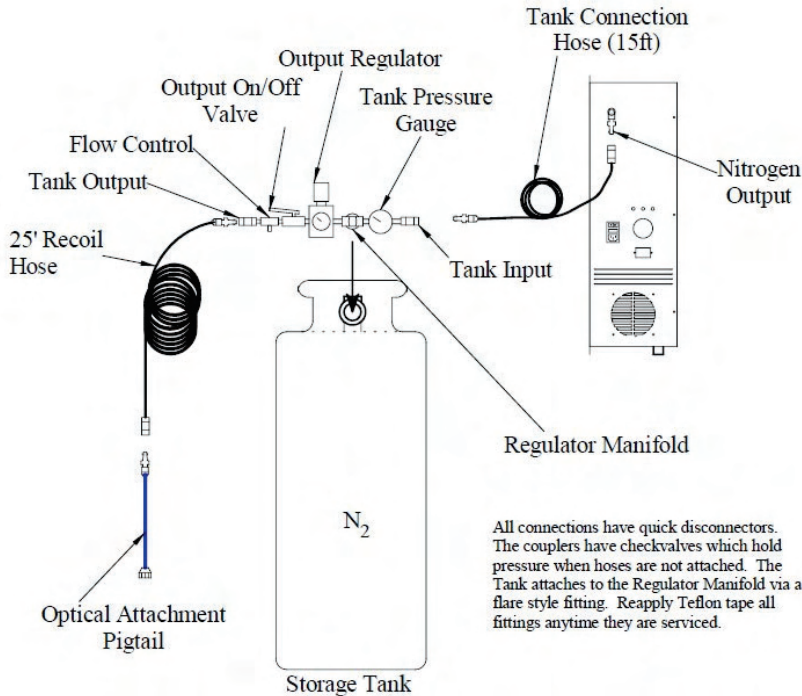 Tank Connection
Hose (15ft)
Output Regulator
Output On/Off
Valve
Tank Pressure
Gauge
Flow Control
Tank Output
Nitrogen
Output
25' Recoil
Hose
Tank Input
Regulator Manifold
N2
All connections have quick disconnectors.
The couplers have checkvalves which hold
pressure when hoses are not attached. The
Tank attaches to the Regulator Manifold via a
flare style fitting. Reapply Teflon tape all
fittings anytime they are serviced.
Optical Attachment
Pigtail
Storage Tank